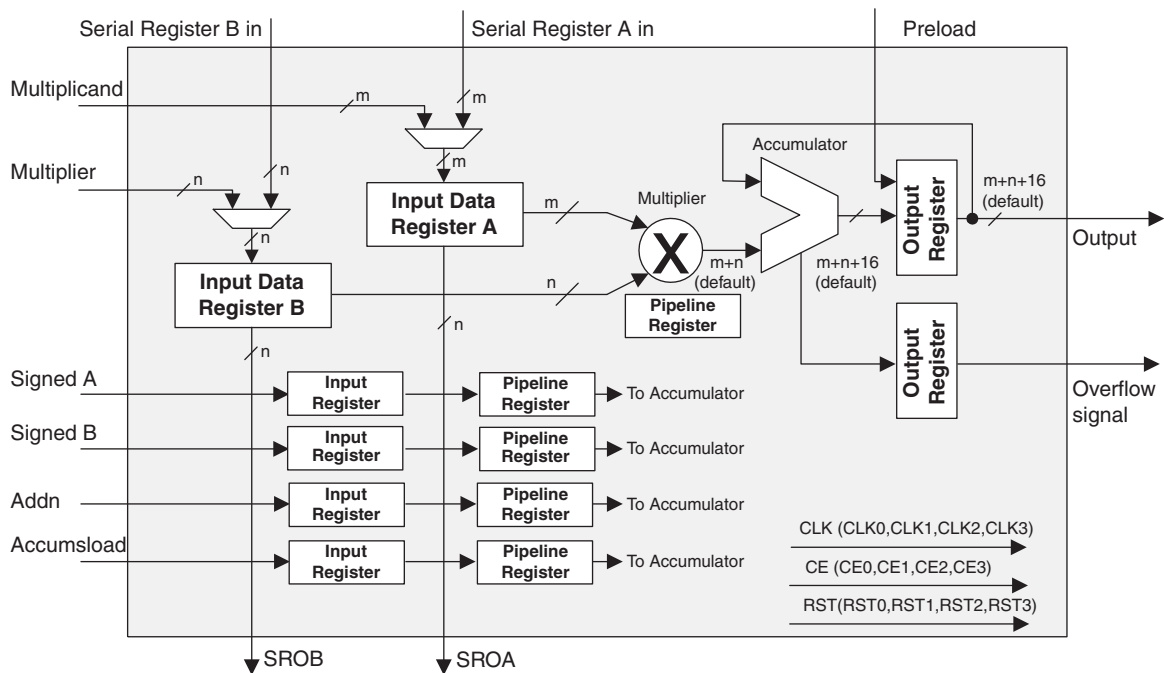 Serial Register B in
Serial Register A in
Preload
Multiplicand
m
m
Multiplier
n
n
m
n
Input Data
Register A
m
Multiplier
X
Accumulator
m+n
(default)
m+n+16
(default)
Output
Register
m+n+16
(default)
Output
Input Data
Register B
n
n
n
Pipeline
Register
Output
Register
Overflow
signal
Signed A
Input
Register
Pipeline
Register
To Accumulator
Signed B
Input
Register
Pipeline
Register
To Accumulator
Addn
Input
Register
Pipeline
Register
To Accumulator
Accumsload
Input
Register
Pipeline
Register
To Accumulator
CLK (CLK0,CLK1,CLK2,CLK3)
CE (CE0,CE1,CE2,CE3)
RST(RST0,RST1,RST2,RST3)
SROB
SROA